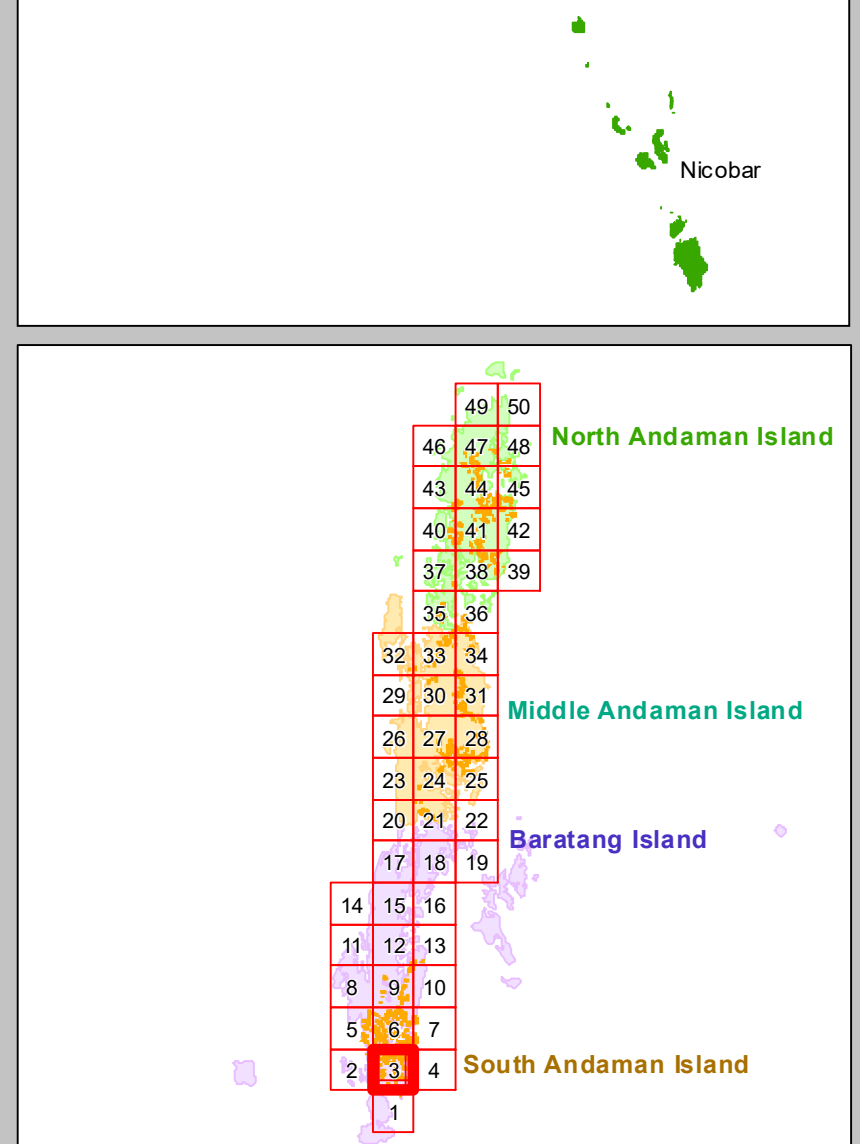 Nicobar
49 50
North Andaman Island
46 47 48
43 44 45
40 41 42
37 38 39
35 36
32 33 34
29 30 31
Middle Andaman Island
26 27 28
23 24 25
20 21 22
Baratang Island
17 18 19
14 15 16
11 12 13
8 9 10
5 6 7
2 3 4
South Andaman Island
1